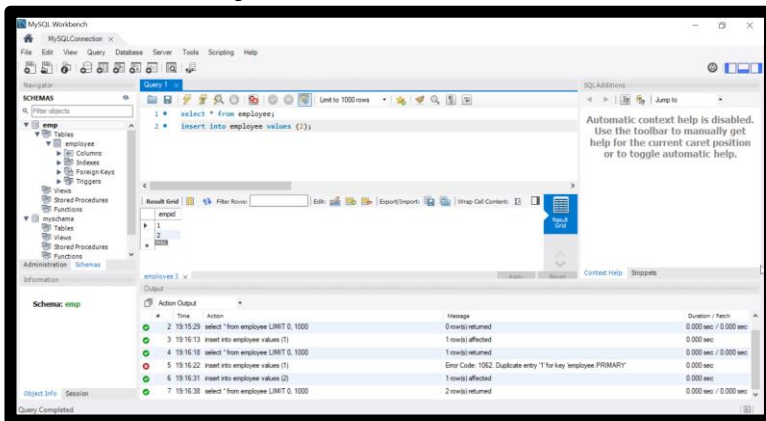 MySQL Workbench
MySQLConnection ×
File Edit View Query Database Server Tools Scripting Help
Navigator
SCHEMAS
Filter objects
emp
Tables
employee
Columns
Indexes
Foreign Keys
Triggers
Views
Stored Procedures
Functions
myschema
Tables
Views
Stored Procedures
Functions
Administration Schemas
Information
Schema: emp
Object Info Session
Query Completed
Query 1 ×
Limit to 1000 rows
1 select * from employee;
2 insert into employee values (2);
Result Grid Filter Rows: Edit: Export/Import: Wrap Cell Content:
empid
1
2
NULL
Result Grid
employee 3 × Apply Revert
SQLAdditions
Jump to
Automatic context help is disabled.
Use the toolbar to manually get
help for the current caret position
or to toggle automatic help.
Context Help Snippets
Output
Action Output
# Time Action Message Duration / Fetch
2 19:15:29 select * from employee LIMIT 0, 1000 0 row(s) returned 0.000 sec / 0.000 sec
3 19:16:13 insert into employee values (1) 1 row(s) affected 0.000 sec
4 19:16:18 select * from employee LIMIT 0, 1000 1 row(s) returned 0.000 sec / 0.000 sec
5 19:16:22 insert into employee values (1) Error Code: 1062. Duplicate entry '1' for key 'employee.PRIMARY' 0.000 sec
6 19:16:31 insert into employee values (2) 1 row(s) affected 0.000 sec
7 19:16:38 select * from employee LIMIT 0, 1000 2 row(s) returned 0.000 sec / 0.000 sec